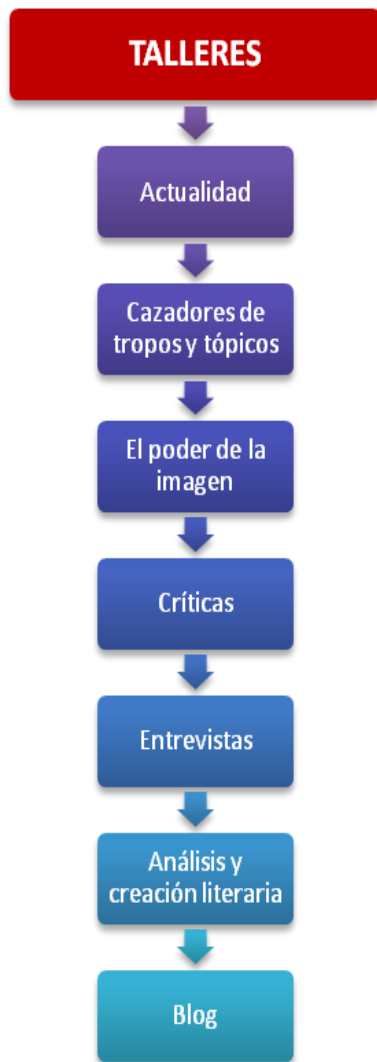 TALLERES
Actualidad
Cazadores de
tropos y tópicos
El poder de la
imagen
Críticas
Entrevistas
Análisis y
creación literaria
Blog